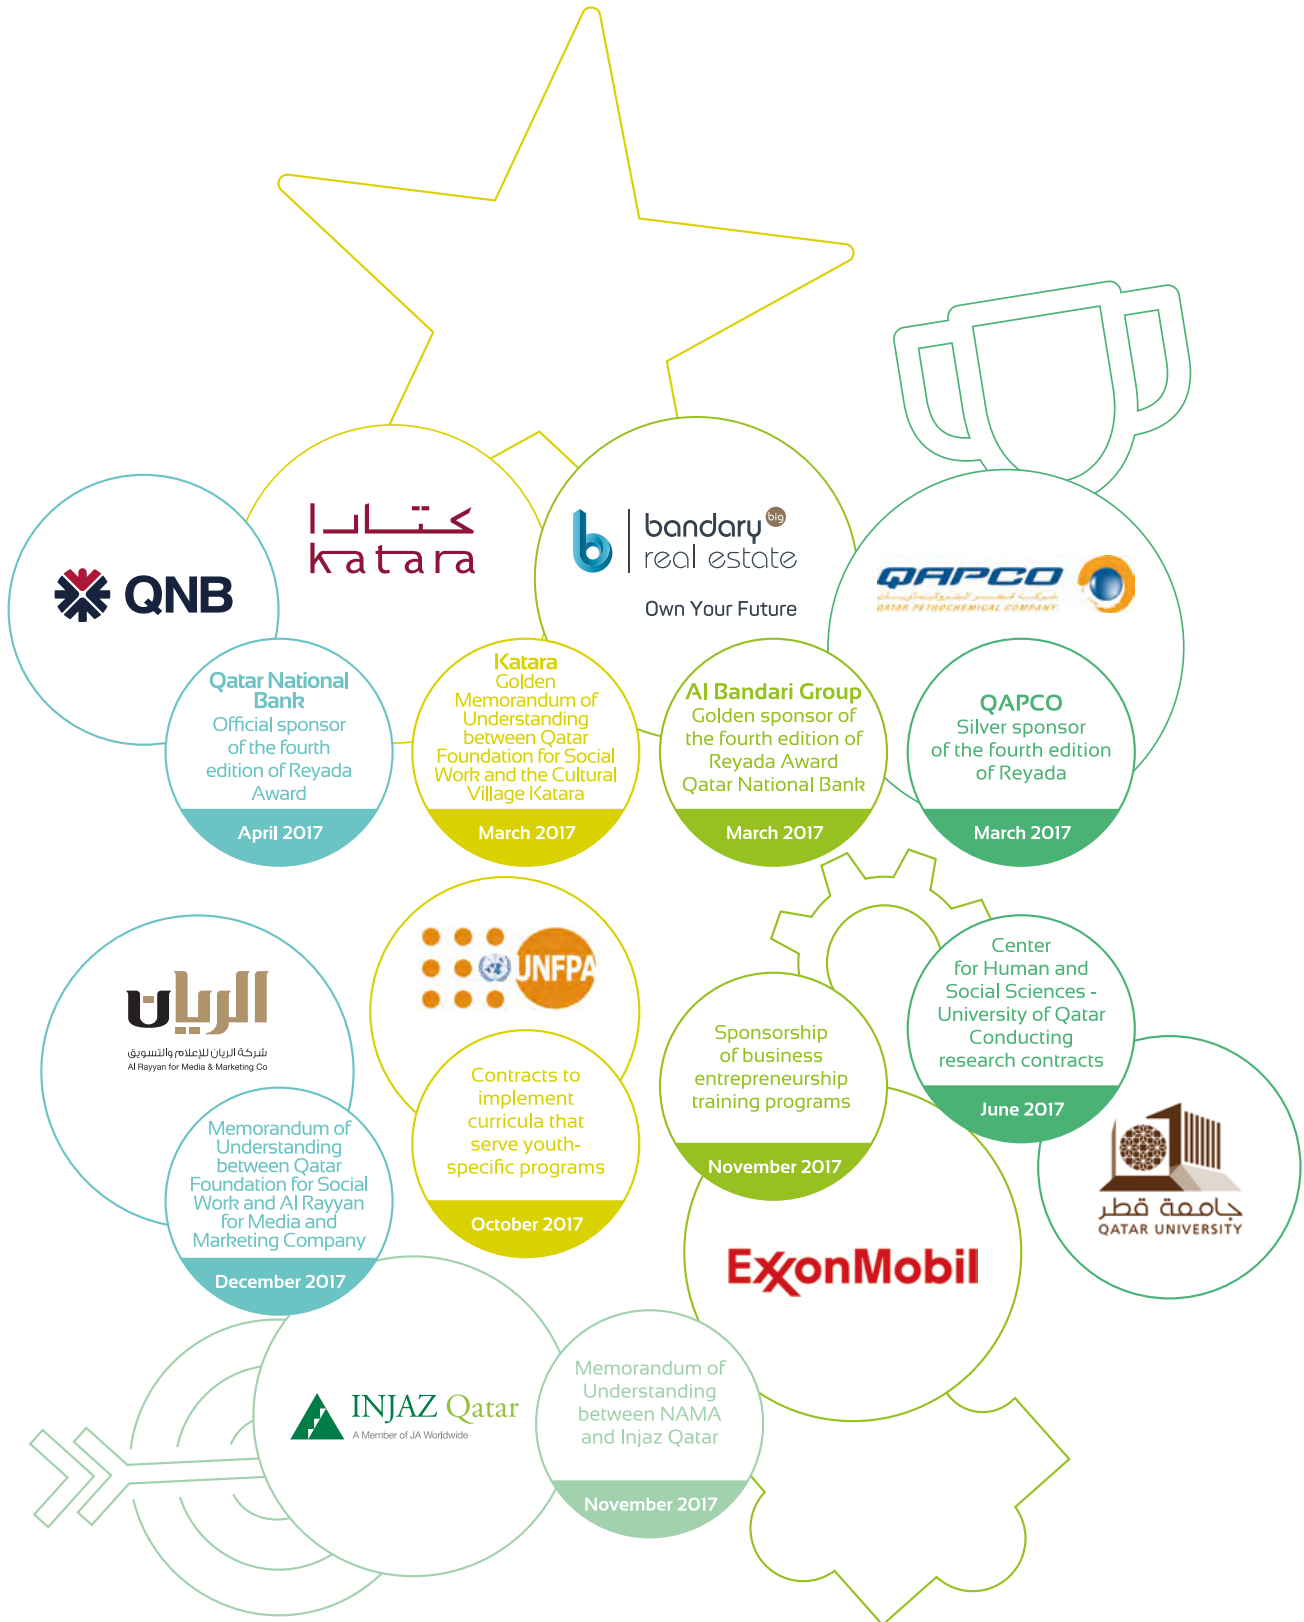 كتارا
katara
bandary big
real estate
Own Your Future
QNB
QAPCO
QATAR PETROCHEMICAL COMPANY
Qatar National
Bank
Official sponsor
of the fourth
edition of Reyada
Award
April 2017
Katara
Golden
Memorandum of
Understanding
between Qatar
Foundation for Social
Work and the Cultural
Village Katara
March 2017
Al Bandari Group
Golden sponsor of
the fourth edition of
Reyada Award
Qatar National Bank
March 2017
QAPCO
Silver sponsor
of the fourth edition
of Reyada
March 2017
الريان
شركة الريان للإعلام والتسويق
Al Rayyan for Media & Marketing Co
Memorandum of
Understanding
between Qatar
Foundation for Social
Work and Al Rayyan
for Media and
Marketing Company
December 2017
UNFPA
Contracts to
implement
curricula that
serve youth-
specific programs
October 2017
Sponsorship
of business
entrepreneurship
training programs
November 2017
ExxonMobil
Center
for Human and
Social Sciences -
University of Qatar
Conducting
research contracts
June 2017
جامعة قطر
QATAR UNIVERSITY
INJAZ Qatar
A Member of JA Worldwide
Memorandum of
Understanding
between NAMA
and Injaz Qatar
November 2017